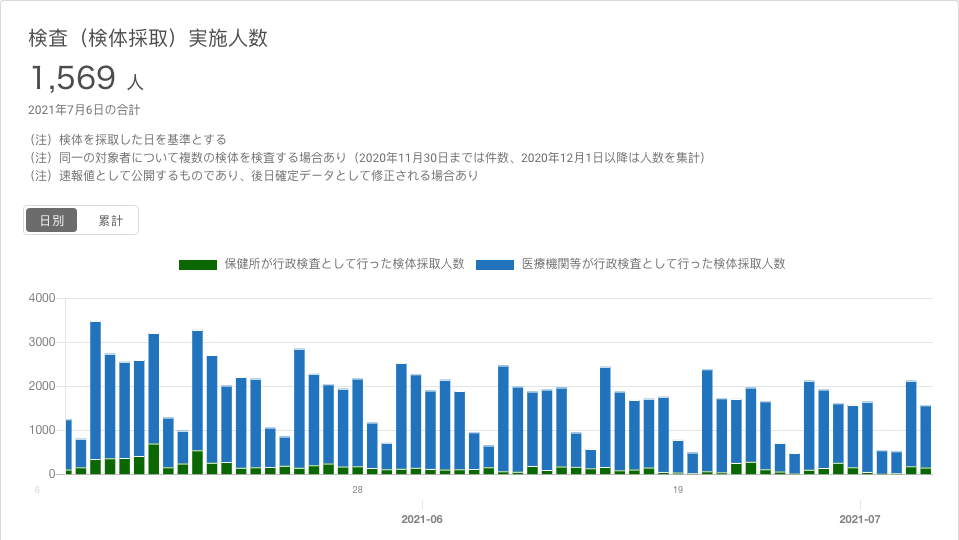 検査（検体採取）実施人数
1,569 人
2021年7月6日の合計
（注）検体を採取した日を基準とする
（注）同一の対象者について複数の検体を検査する場合あり（2020年11月30日までは件数、2020年12月1日以降は人数を集計）
（注）速報値として公開するものであり、後日確定データとして修正される場合あり
日別 累計
保健所が行政検査として行った検体採取人数 医療機関等が行政検査として行った検体採取人数
4000
3000
2000
1000
0
6 28 19
2021-06 2021-07